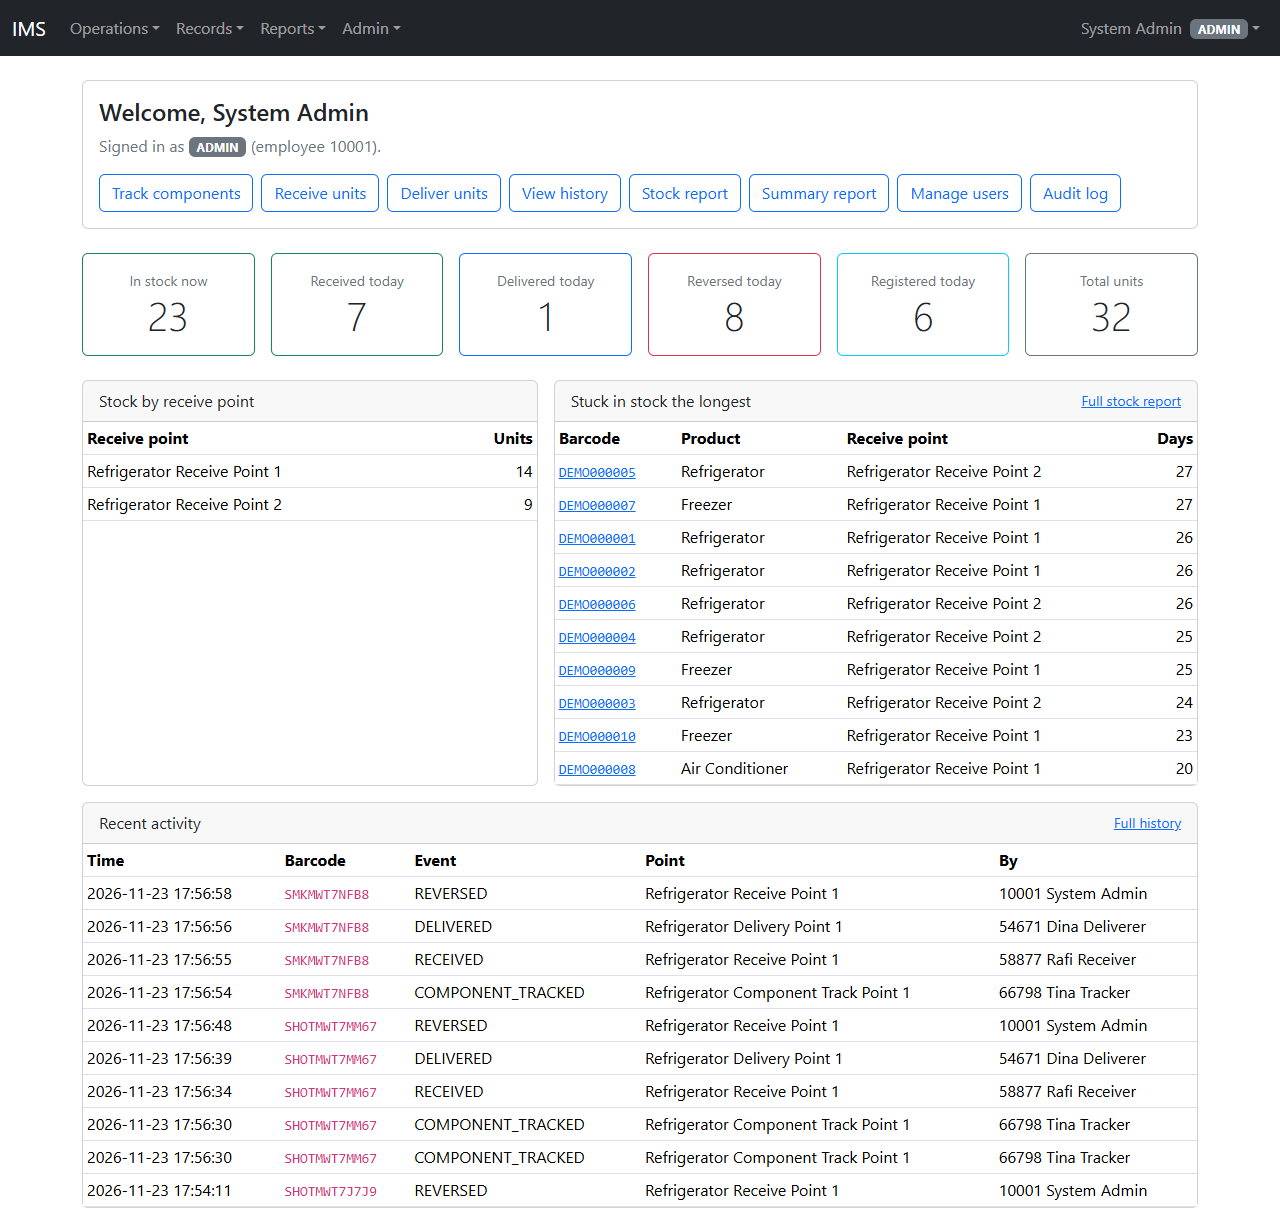 IMS Operations Records Reports Admin System Admin ADMIN
Welcome, System Admin
Signed in as ADMIN (employee 10001).
Track components Receive units Deliver units View history Stock report Summary report Manage users Audit log
In stock now Received today Delivered today Reversed today Registered today Total units
23 7 1 8 6 32
Stock by receive point
Receive point Units
Refrigerator Receive Point 1 14
Refrigerator Receive Point 2 9
Stuck in stock the longest Full stock report
Barcode Product Receive point Days
DEMO000005 Refrigerator Refrigerator Receive Point 2 27
DEMO000007 Freezer Refrigerator Receive Point 1 27
DEMO000001 Refrigerator Refrigerator Receive Point 1 26
DEMO000002 Refrigerator Refrigerator Receive Point 1 26
DEMO000006 Refrigerator Refrigerator Receive Point 2 26
DEMO000004 Refrigerator Refrigerator Receive Point 2 25
DEMO000009 Freezer Refrigerator Receive Point 1 25
DEMO000003 Refrigerator Refrigerator Receive Point 2 24
DEMO000010 Freezer Refrigerator Receive Point 1 23
DEMO000008 Air Conditioner Refrigerator Receive Point 1 20
Recent activity Full history
Time Barcode Event Point By
2026-11-23 17:56:58 SMKMWT7NFB8 REVERSED Refrigerator Receive Point 1 10001 System Admin
2026-11-23 17:56:56 SMKMWT7NFB8 DELIVERED Refrigerator Delivery Point 1 54671 Dina Deliverer
2026-11-23 17:56:55 SMKMWT7NFB8 RECEIVED Refrigerator Receive Point 1 58877 Rafi Receiver
2026-11-23 17:56:54 SMKMWT7NFB8 COMPONENT_TRACKED Refrigerator Component Track Point 1 66798 Tina Tracker
2026-11-23 17:56:48 SHOTMWT7MM67 REVERSED Refrigerator Receive Point 1 10001 System Admin
2026-11-23 17:56:39 SHOTMWT7MM67 DELIVERED Refrigerator Delivery Point 1 54671 Dina Deliverer
2026-11-23 17:56:34 SHOTMWT7MM67 RECEIVED Refrigerator Receive Point 1 58877 Rafi Receiver
2026-11-23 17:56:30 SHOTMWT7MM67 COMPONENT_TRACKED Refrigerator Component Track Point 1 66798 Tina Tracker
2026-11-23 17:56:30 SHOTMWT7MM67 COMPONENT_TRACKED Refrigerator Component Track Point 1 66798 Tina Tracker
2026-11-23 17:54:11 SHOTMWT7J7J9 REVERSED Refrigerator Receive Point 1 10001 System Admin